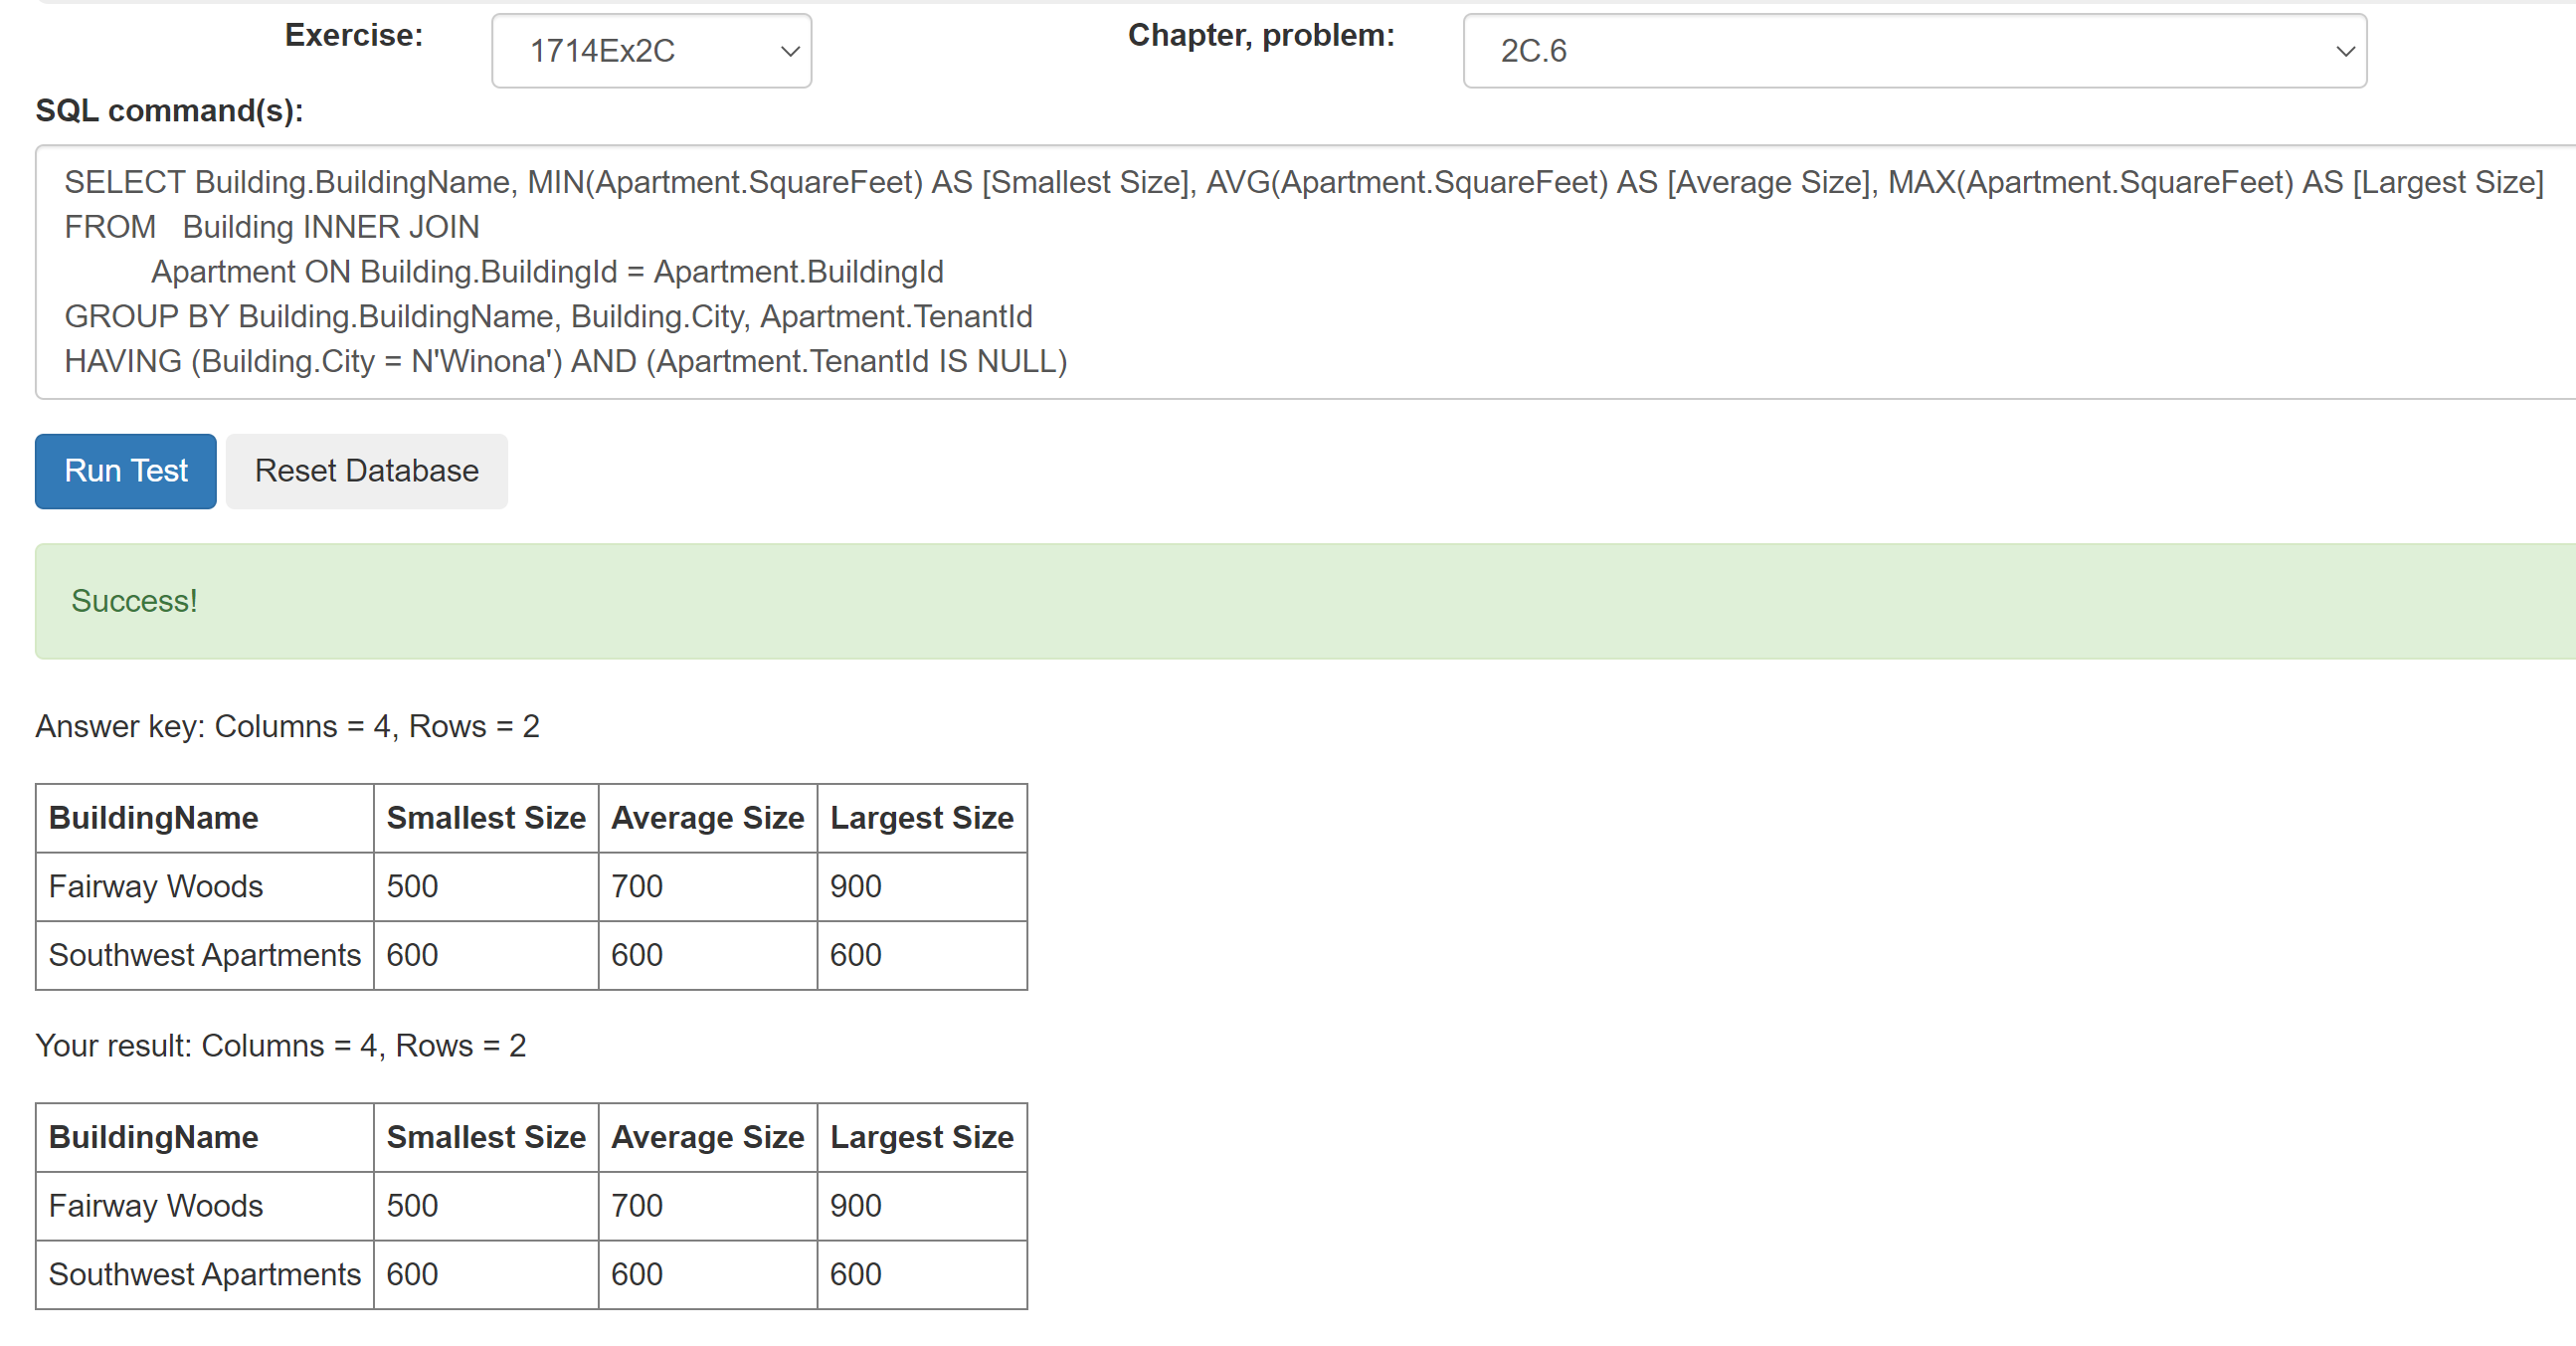 Exercise: 1714Ex2C Chapter, problem: 2C.6
SQL command(s):
SELECT Building.BuildingName, MIN(Apartment.SquareFeet) AS [Smallest Size], AVG(Apartment.SquareFeet) AS [Average Size], MAX(Apartment.SquareFeet) AS [Largest Size]
FROM Building INNER JOIN
Apartment ON Building.BuildingId = Apartment.BuildingId
GROUP BY Building.BuildingName, Building.City, Apartment.TenantId
HAVING (Building.City = N'Winona') AND (Apartment.TenantId IS NULL)
Run Test Reset Database
Success!
Answer key: Columns = 4, Rows = 2
BuildingName Smallest Size Average Size Largest Size
Fairway Woods 500 700 900
Southwest Apartments 600 600 600
Your result: Columns = 4, Rows = 2
BuildingName Smallest Size Average Size Largest Size
Fairway Woods 500 700 900
Southwest Apartments 600 600 600